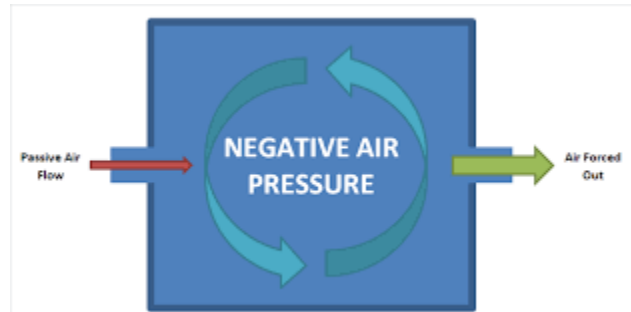 Passive Air
Flow
NEGATIVE AIR
PRESSURE
Air Forced
Out